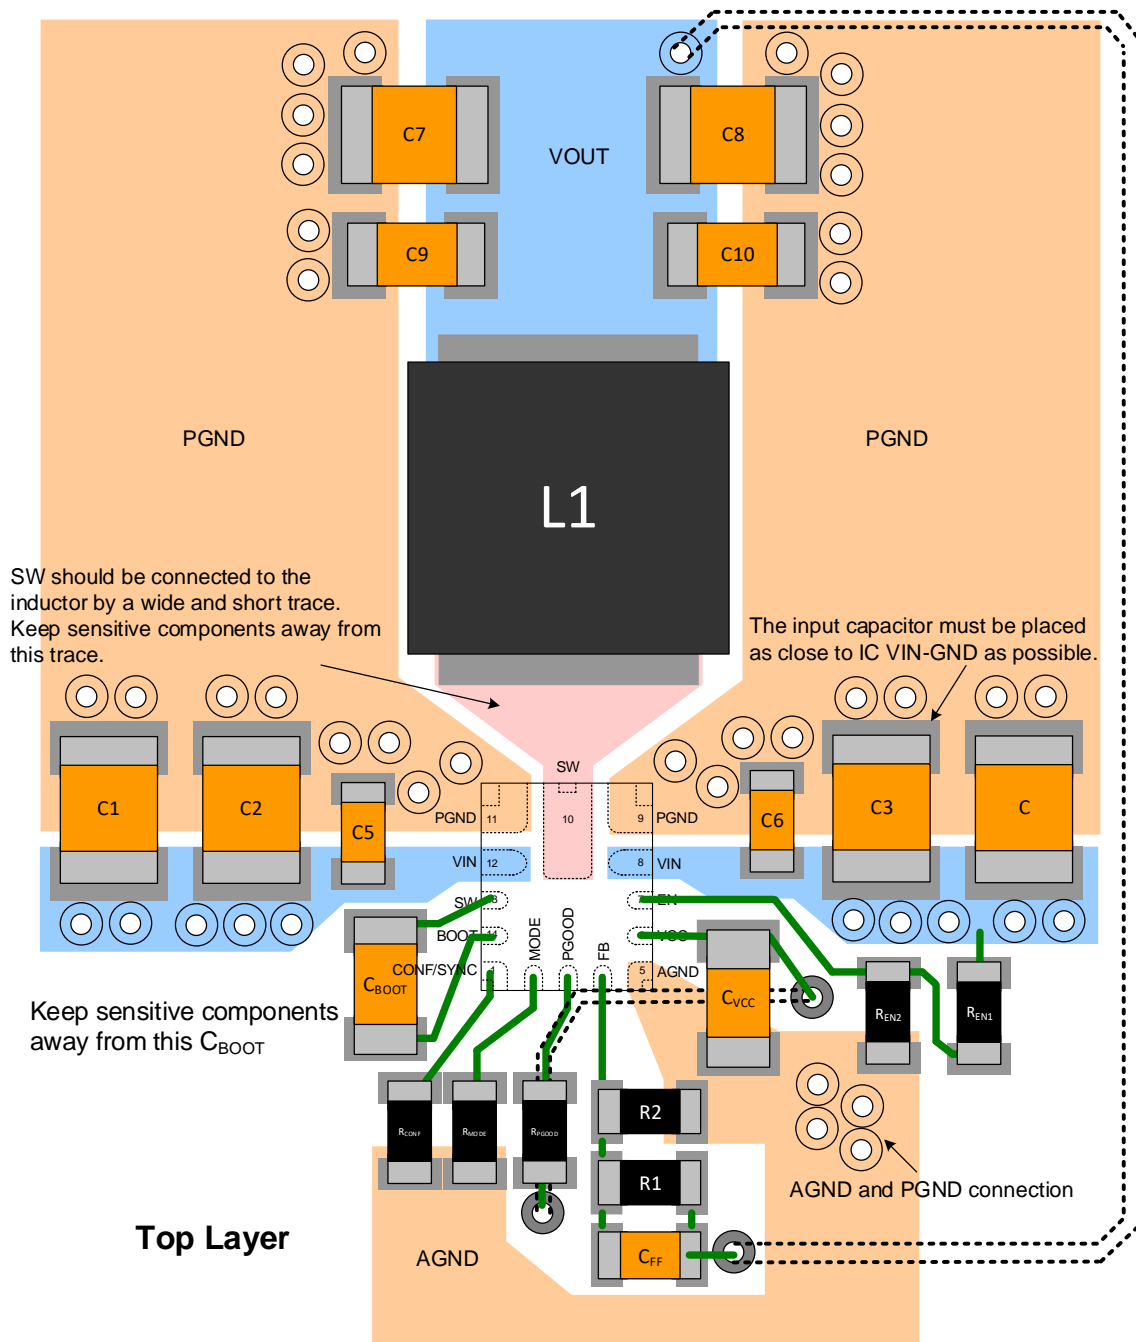 C7
C8
VOUT
C9
C10
PGND
PGND
L1
SW should be connected to the
inductor by a wide and short trace.
Keep sensitive components away from
this trace.
The input capacitor must be placed
as close to IC VIN-GND as possible.
SW
C1
C2
C5
C6
C3
C
PGND
11
10
9
PGND
VIN
12
8
VIN
SW
EN
BOOT
VCC
CONF/SYNC
1
MODE
PGOOD
FB
5
AGND
CBOOT
CVCC
REN2
REN1
Keep sensitive components
away from this CBOOT
RCONF
RMODE
RPGOOD
R2
R1
CFF
AGND and PGND connection
Top Layer
AGND